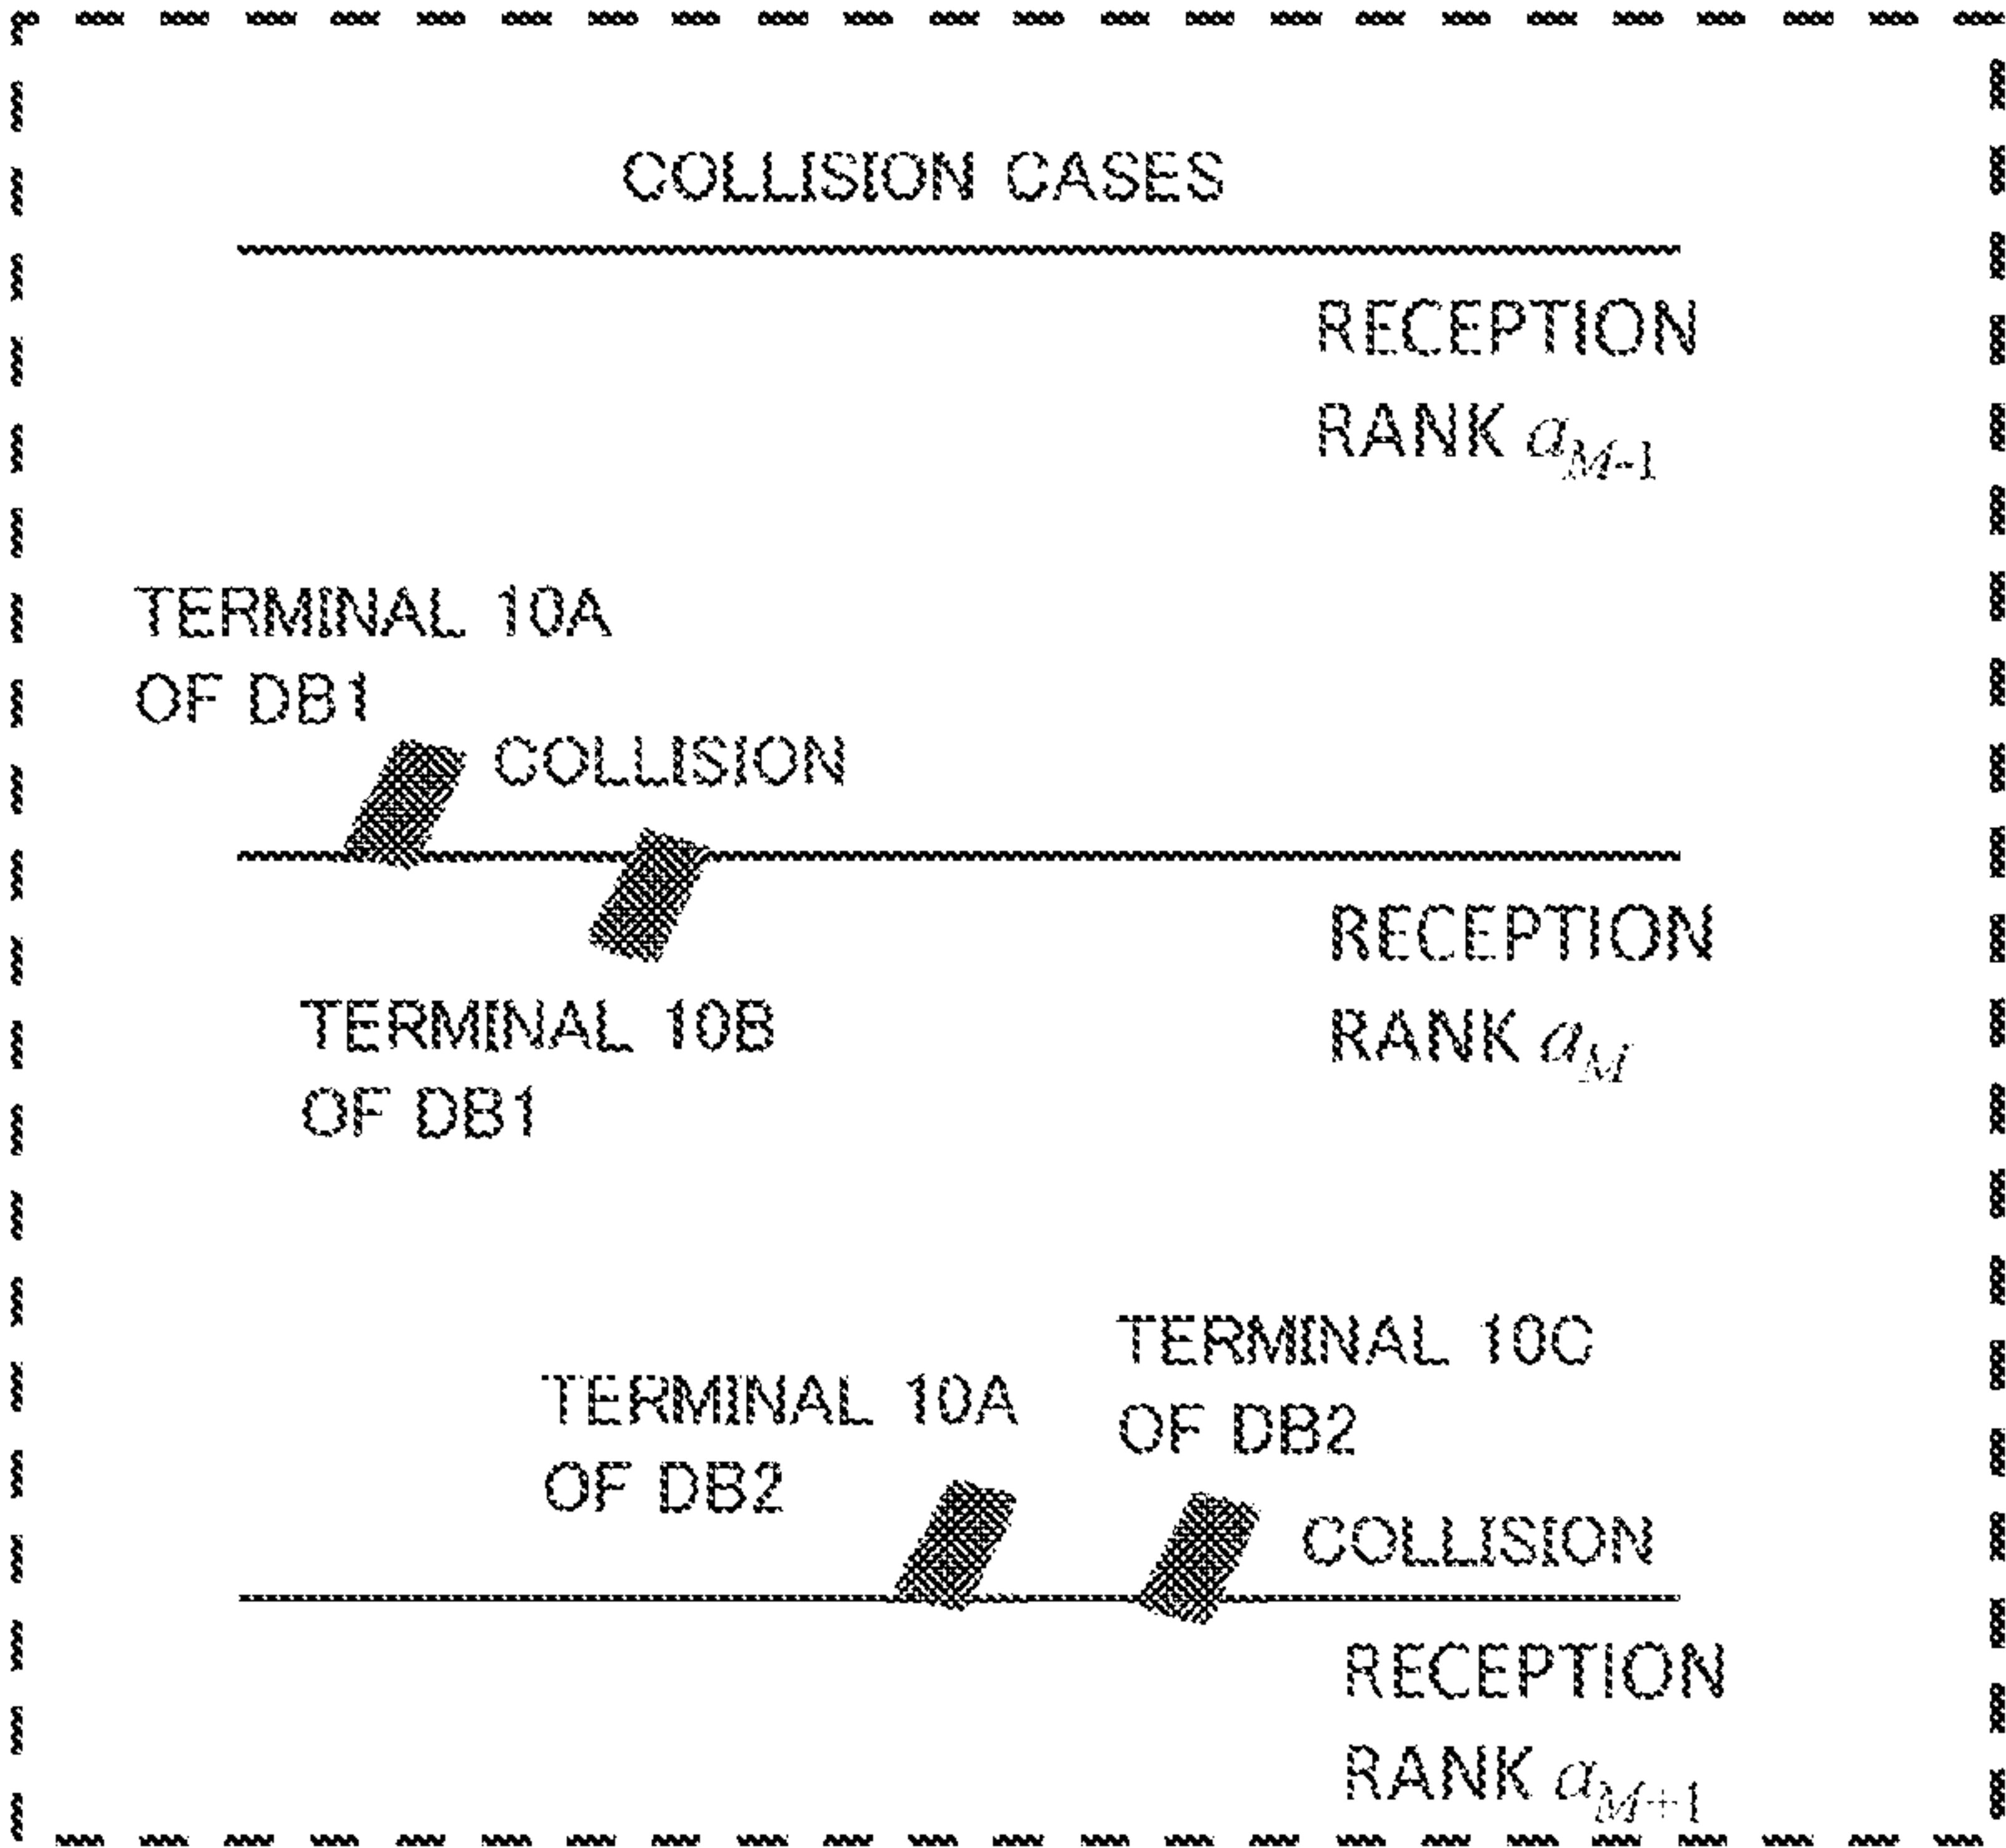 COLLISION CASES
RECEPTION
RANK a_{M-1}
TERMINAL 10A
OF DB1
COLLISION
RECEPTION
RANK a_M
TERMINAL 10B
OF DB1
TERMINAL 10C
OF DB2
TERMINAL 10A
OF DB2
COLLISION
RECEPTION
RANK a_{M+1}